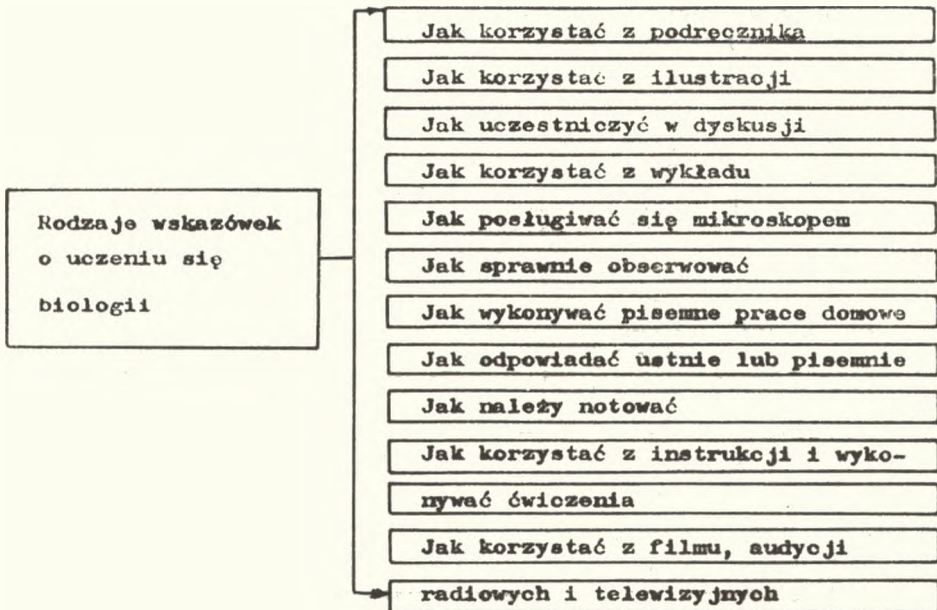 Rodzaje wskazówek
o uczeniu się
biologii
Jak korzystać z podręcznika
Jak korzystać z ilustracji
Jak uczestniczyć w dyskusji
Jak korzystać z wykładu
Jak posługiwać się mikroskopem
Jak sprawnie obserwować
Jak wykonywać pisemne prace domowe
Jak odpowiadać ustnie lub pisemnie
Jak należy notować
Jak korzystać z instrukcji i wyko-
nywać ćwiczenia
Jak korzystać z filmu, audycji
radiowych i telewizyjnych